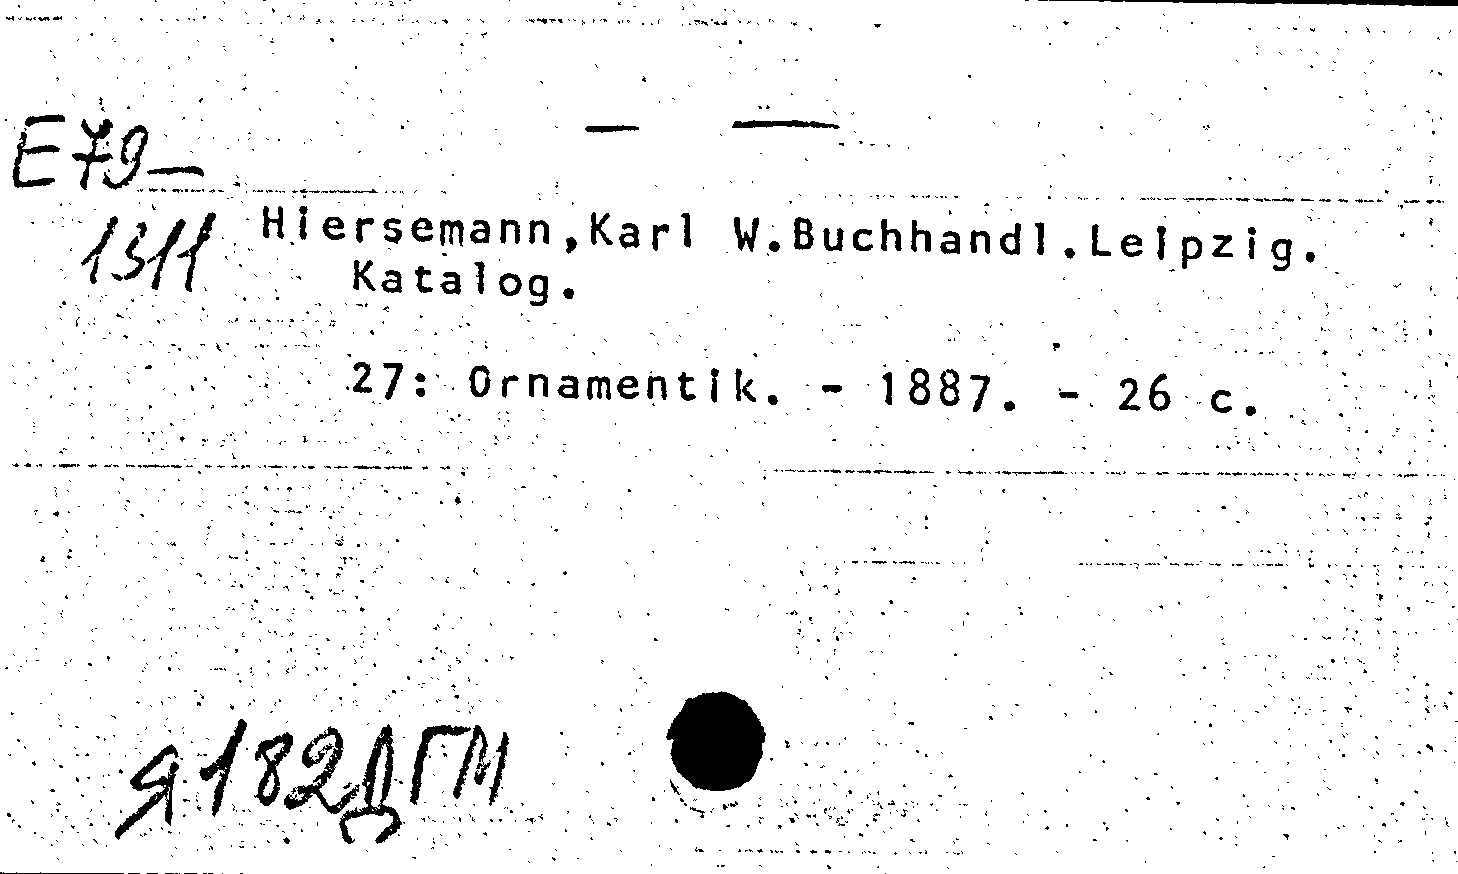 E79—
1311
Hiersemann,Karl W.Buchhandl.Leipzig.
Katalog.
27: Ornamentik. - 1887. - 26 c.
Я182ДГМ